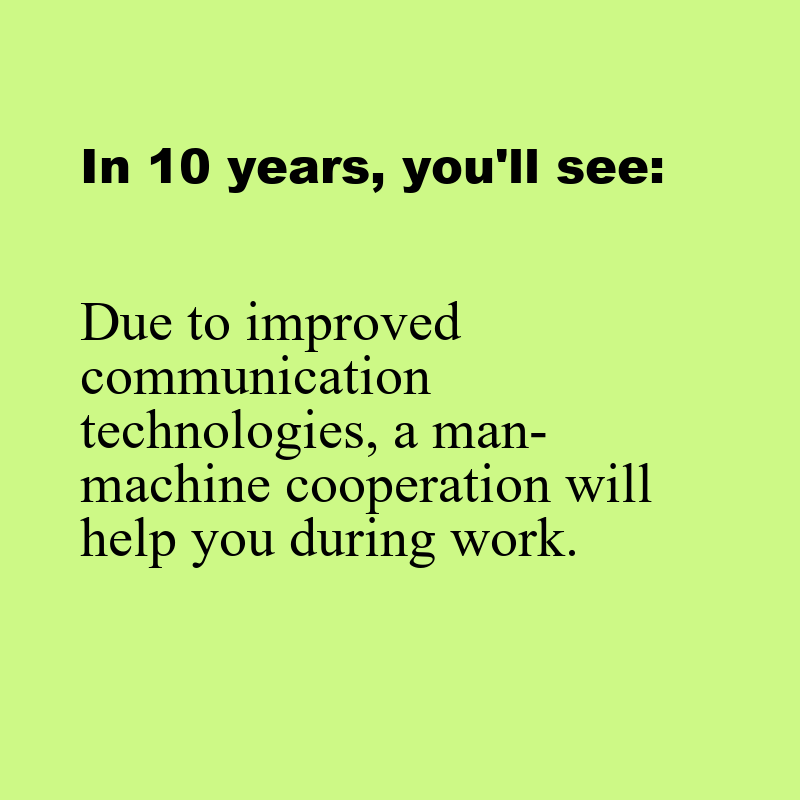 In 10 years, you'll see:
Due to improved
communication
technologies, a man-
machine cooperation will
help you during work.